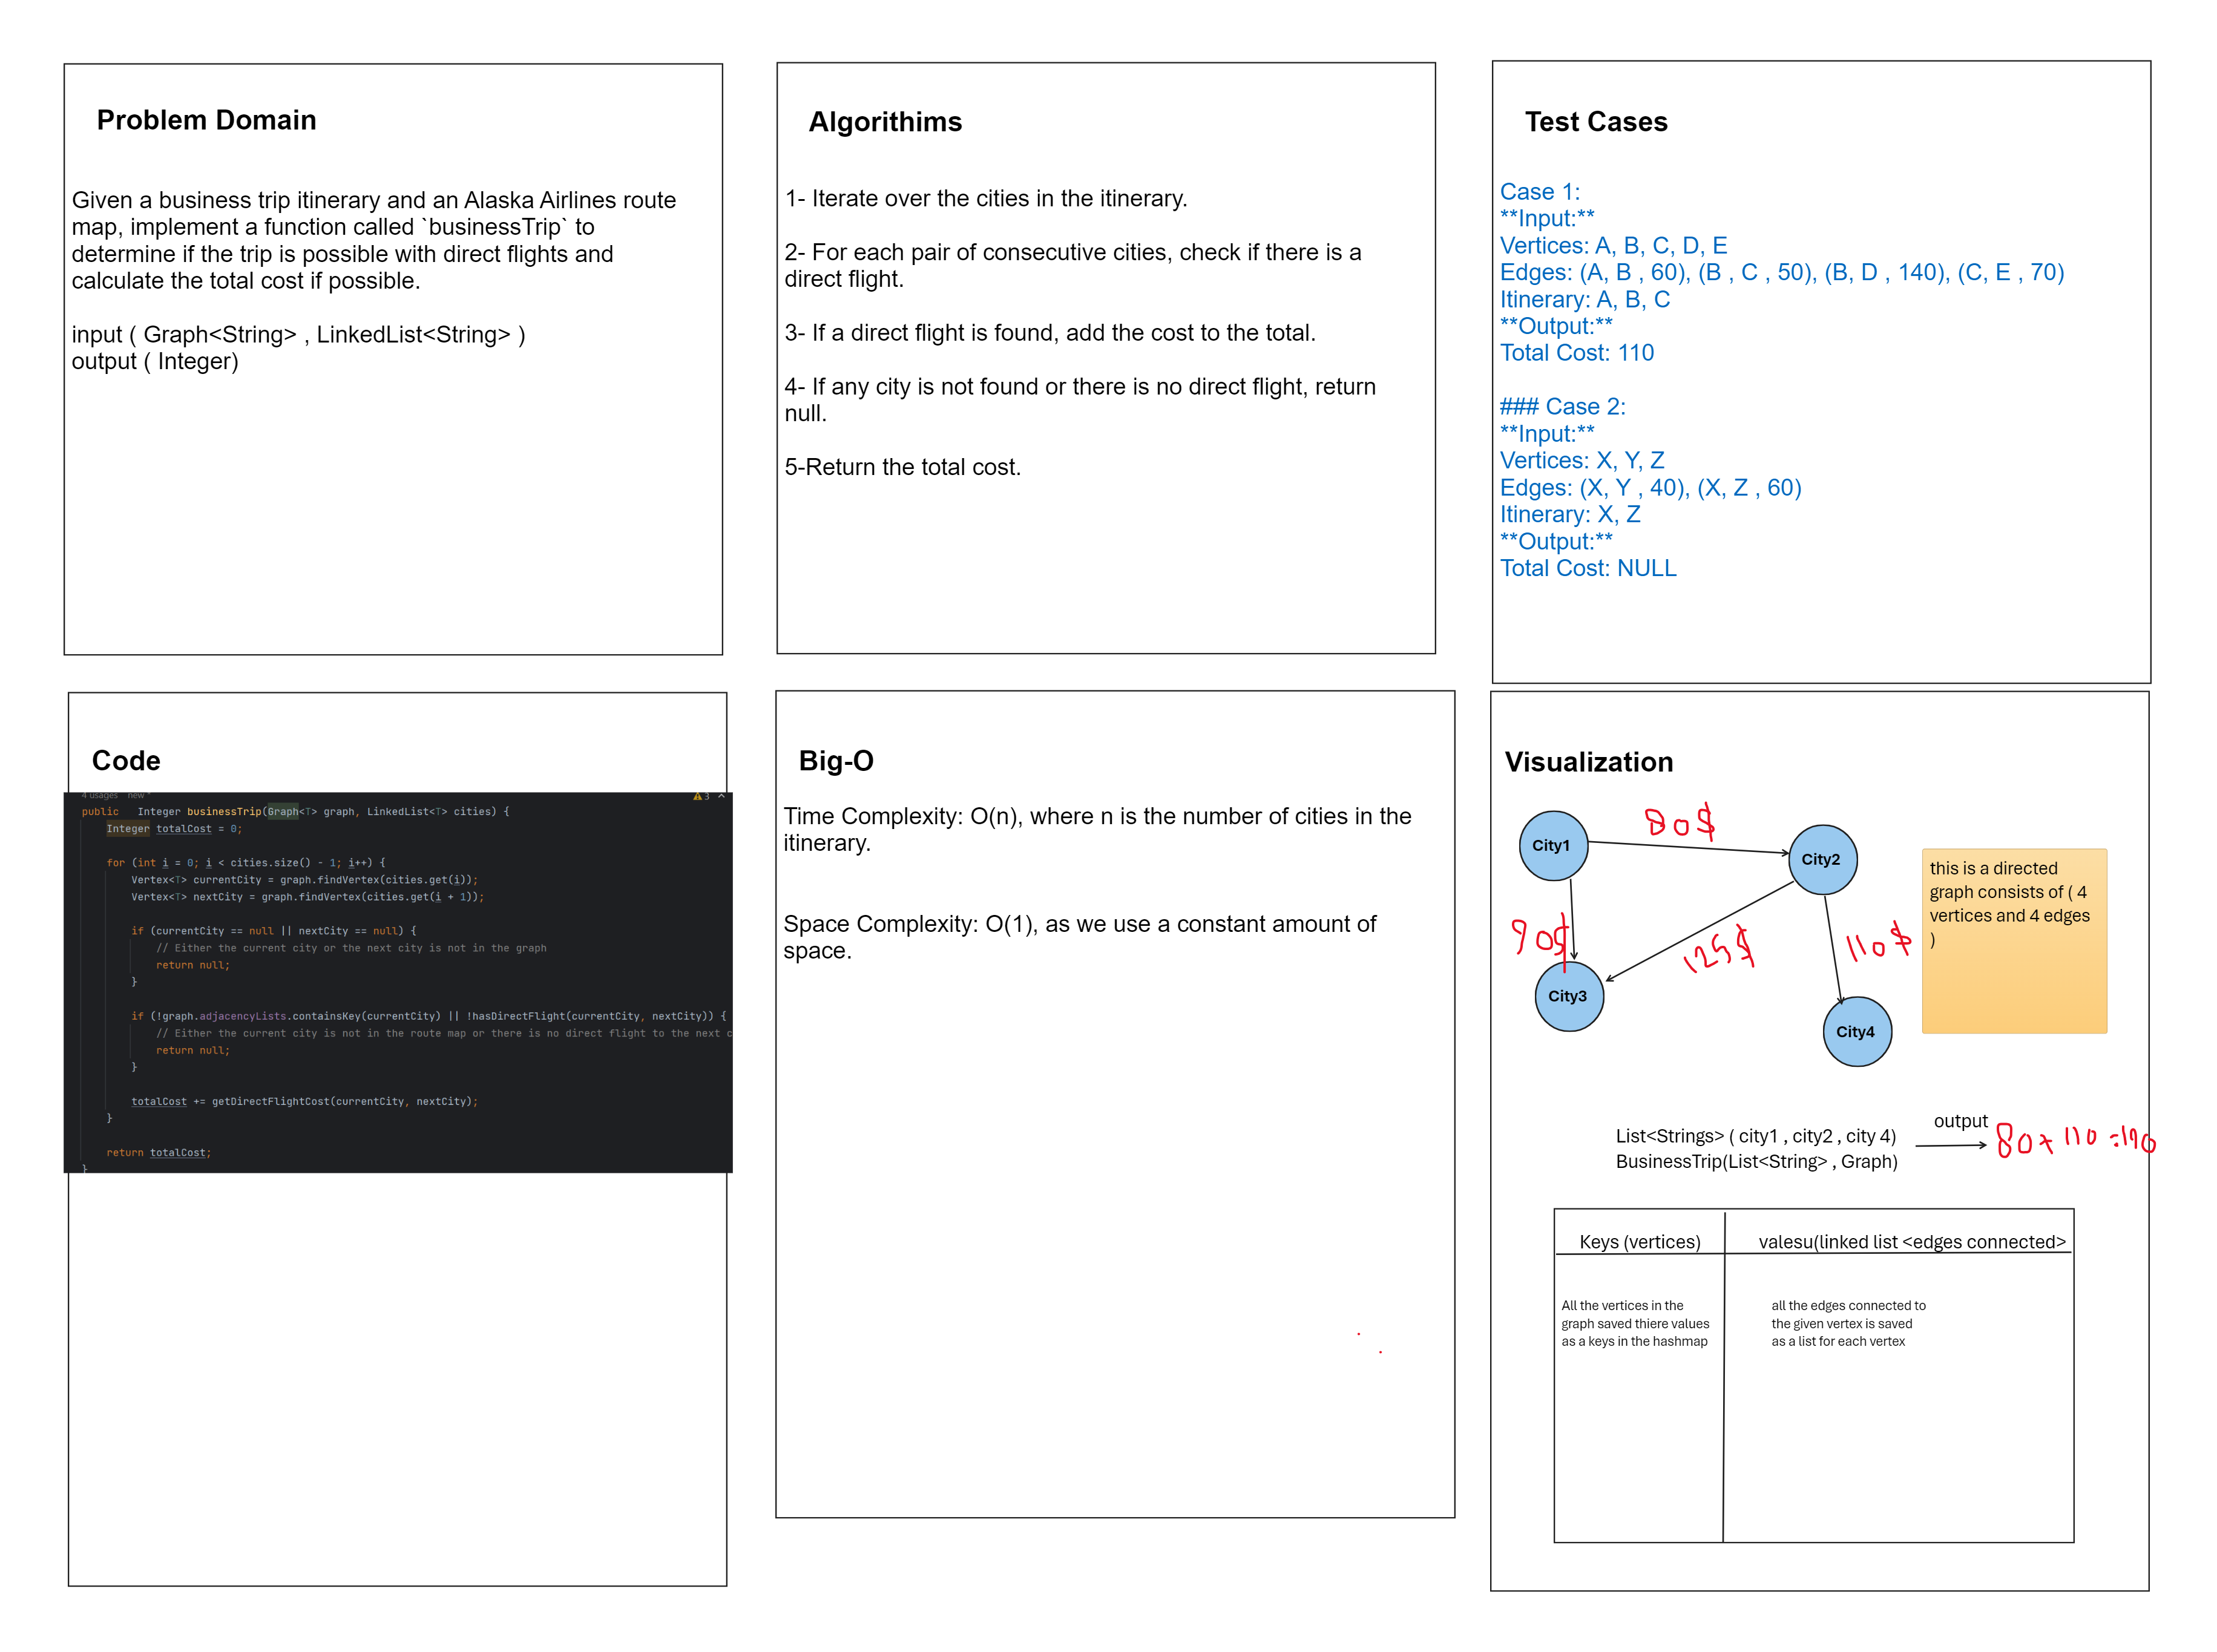 Problem Domain
Given a business trip itinerary and an Alaska Airlines route
map, implement a function called `businessTrip` to
determine if the trip is possible with direct flights and
calculate the total cost if possible.
input ( Graph<String> , LinkedList<String> )
output ( Integer)
Algorithims
1- Iterate over the cities in the itinerary.
2- For each pair of consecutive cities, check if there is a
direct flight.
3- If a direct flight is found, add the cost to the total.
4- If any city is not found or there is no direct flight, return
null.
5-Return the total cost.
Test Cases
Case 1:
**Input:**
Vertices: A, B, C, D, E
Edges: (A, B , 60), (B , C , 50), (B, D , 140), (C, E , 70)
Itinerary: A, B, C
**Output:**
Total Cost: 110
### Case 2:
**Input:**
Vertices: X, Y, Z
Edges: (X, Y , 40), (X, Z , 60)
Itinerary: X, Z
**Output:**
Total Cost: NULL
Code
4 usages new *
3
public Integer businessTrip(Graph<T> graph, LinkedList<T> cities) {
Integer totalCost = 0;
for (int i = 0; i < cities.size() - 1; i++) {
Vertex<T> currentCity = graph.findVertex(cities.get(i));
Vertex<T> nextCity = graph.findVertex(cities.get(i + 1));
if (currentCity == null || nextCity == null) {
// Either the current city or the next city is not in the graph
return null;
}
if (!graph.adjacencyLists.containsKey(currentCity) || !hasDirectFlight(currentCity, nextCity)) {
// Either the current city is not in the route map or there is no direct flight to the next c
return null;
}
totalCost += getDirectFlightCost(currentCity, nextCity);
}
return totalCost;
}
Big-O
Time Complexity: O(n), where n is the number of cities in the
itinerary.
Space Complexity: O(1), as we use a constant amount of
space.
Visualization
80$
City1
City2
90$
125$
110$
City3
City4
this is a directed
graph consists of ( 4
vertices and 4 edges
)
List<Strings> ( city1 , city2 , city 4)
BusinessTrip(List<String> , Graph)
output
80+110=190
Keys (vertices)
valesu(linked list <edges connected>
All the vertices in the
graph saved thiere values
as a keys in the hashmap
all the edges connected to
the given vertex is saved
as a list for each vertex